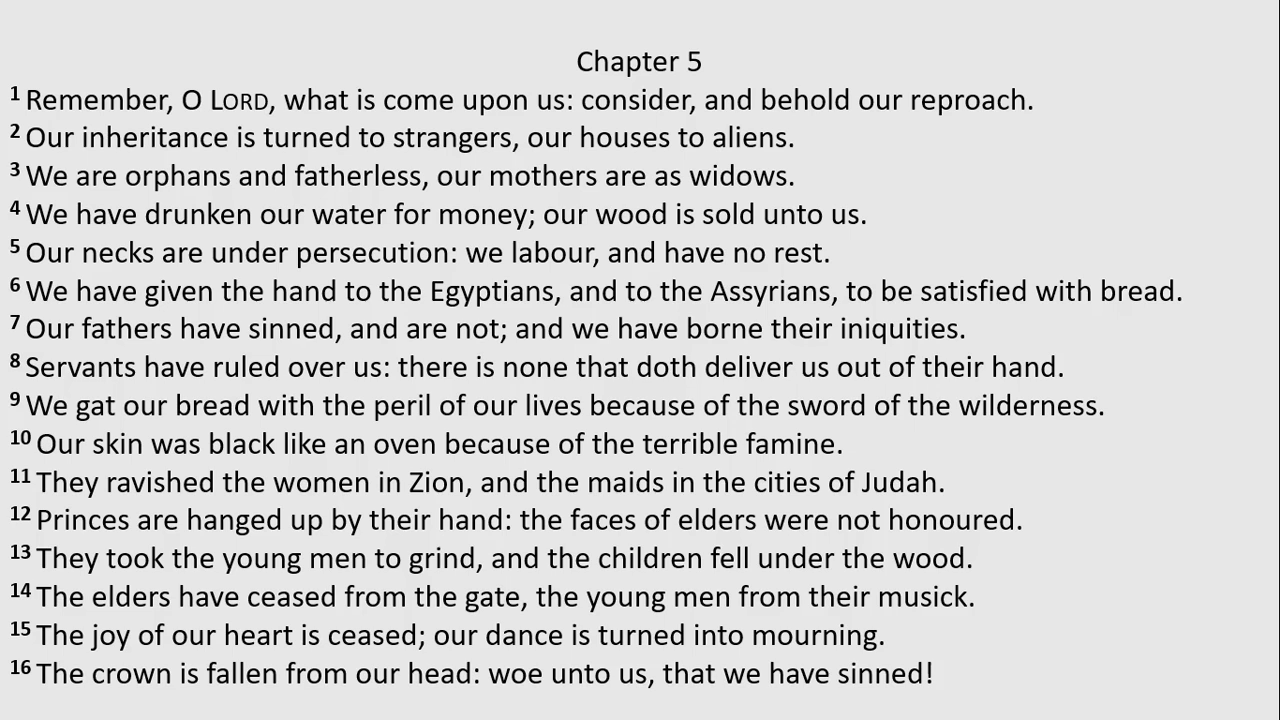 Chapter 5
1 Remember, O LORD, what is come upon us: consider, and behold our reproach.
2 Our inheritance is turned to strangers, our houses to aliens.
3 We are orphans and fatherless, our mothers are as widows.
4 We have drunken our water for money; our wood is sold unto us.
5 Our necks are under persecution: we labour, and have no rest.
6 We have given the hand to the Egyptians, and to the Assyrians, to be satisfied with bread.
7 Our fathers have sinned, and are not; and we have borne their iniquities.
8 Servants have ruled over us: there is none that doth deliver us out of their hand.
9 We gat our bread with the peril of our lives because of the sword of the wilderness.
10 Our skin was black like an oven because of the terrible famine.
11 They ravished the women in Zion, and the maids in the cities of Judah.
12 Princes are hanged up by their hand: the faces of elders were not honoured.
13 They took the young men to grind, and the children fell under the wood.
14 The elders have ceased from the gate, the young men from their musick.
15 The joy of our heart is ceased; our dance is turned into mourning.
16 The crown is fallen from our head: woe unto us, that we have sinned!